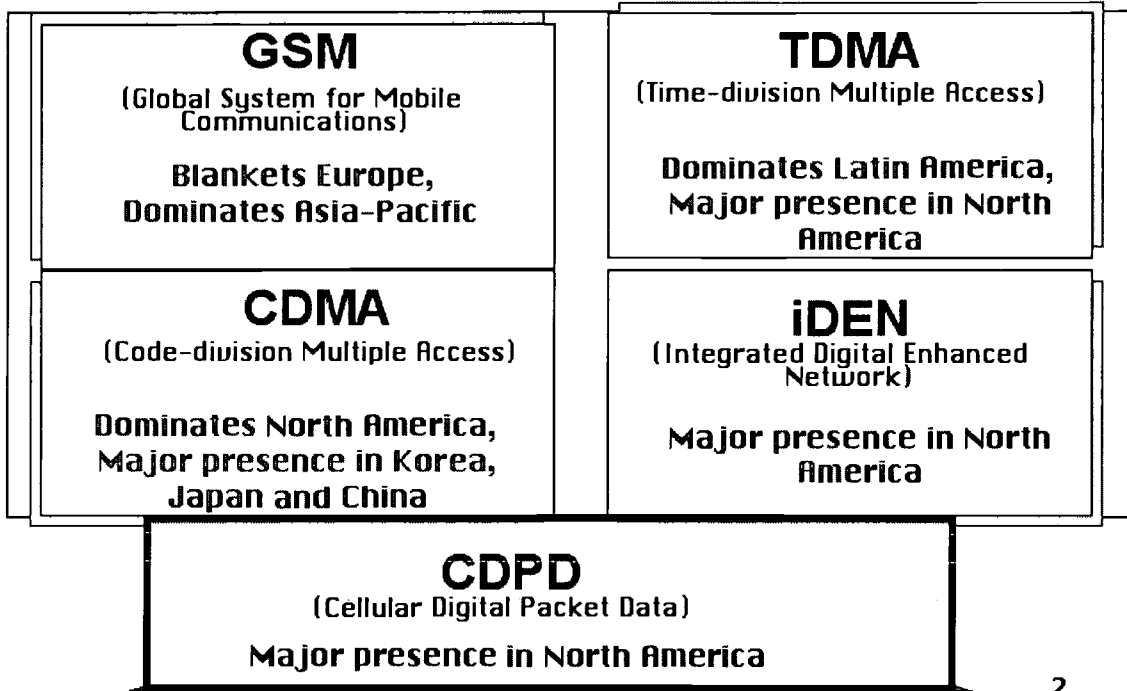 GSM
(Global System for Mobile
Communications)
Blankets Europe,
Dominates Asia-Pacific
TDMA
(Time-division Multiple Access)
Dominates Latin America,
Major presence in North
America
CDMA
(Code-division Multiple Access)
Dominates North America,
Major presence in Korea,
Japan and China
iDEN
(Integrated Digital Enhanced
Network)
Major presence in North
America
CDPD
(Cellular Digital Packet Data)
Major presence in North America
2